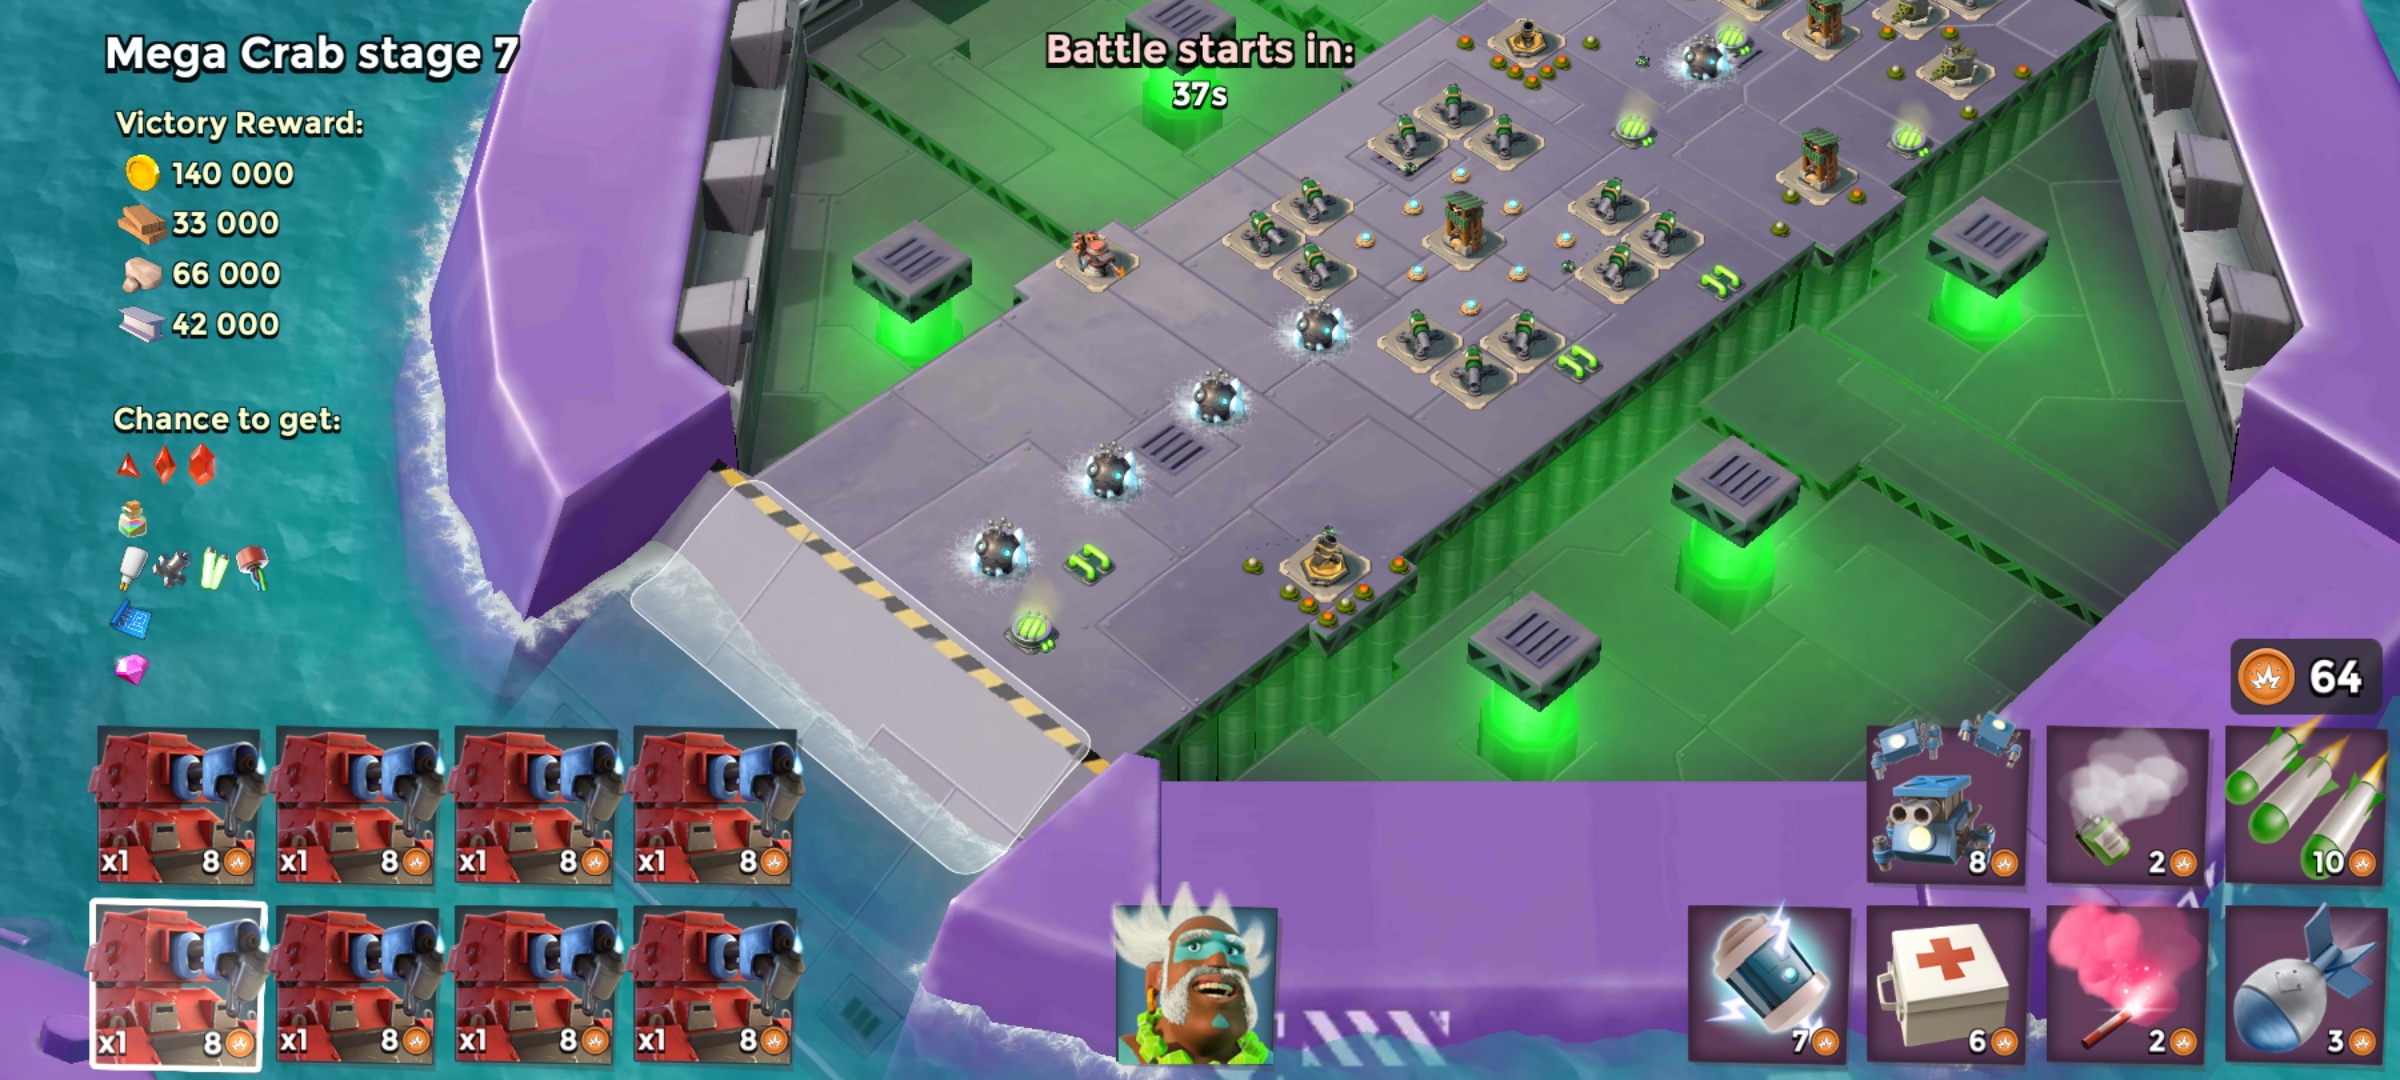 Mega Crab stage 7
Battle starts in:
37s
Victory Reward:
140 000
33 000
66 000
42 000
Chance to get:
64
x1 8
x1 8
x1 8
x1 8
8
2
10
x1 8
x1 8
x1 8
x1 8
7
6
2
3